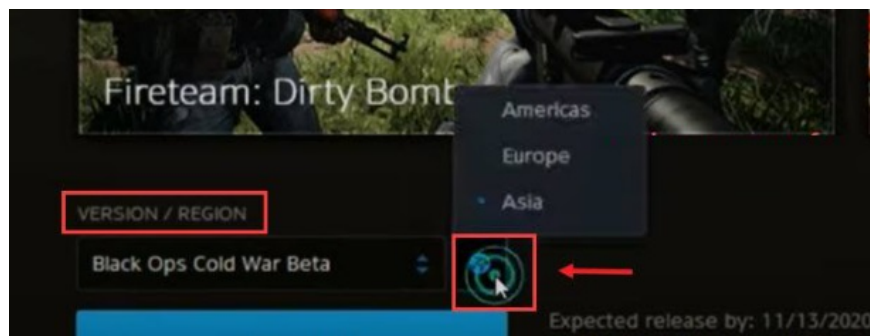 Fireteam: Dirty Bomb
Americas
Europe
Asia
VERSION / REGION
Black Ops Cold War Beta
Expected release by: 11/13/2020